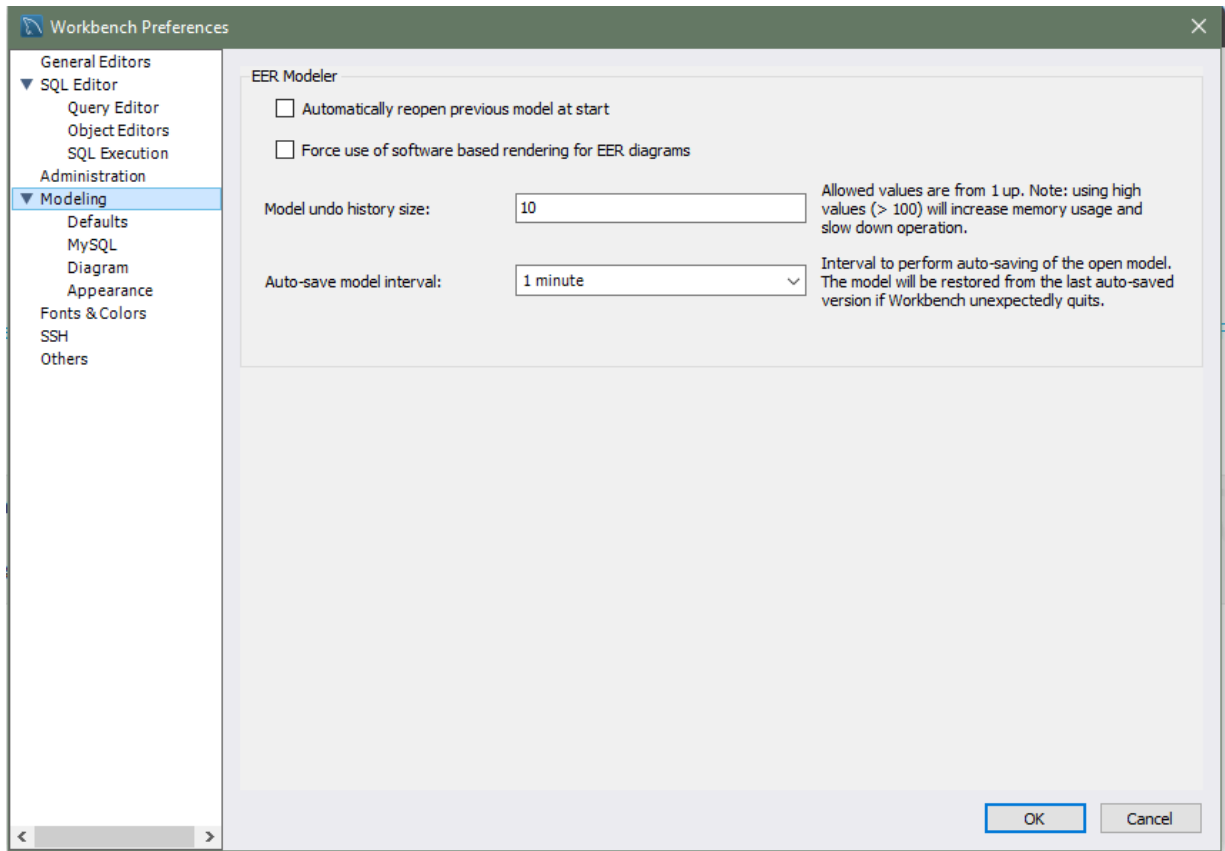 Workbench Preferences
General Editors
SQL Editor
Query Editor
Object Editors
SQL Execution
Administration
Modeling
Defaults
MySQL
Diagram
Appearance
Fonts & Colors
SSH
Others
EER Modeler
Automatically reopen previous model at start
Force use of software based rendering for EER diagrams
Model undo history size:
10
Allowed values are from 1 up. Note: using high
values (> 100) will increase memory usage and
slow down operation.
Auto-save model interval:
1 minute
Interval to perform auto-saving of the open model.
The model will be restored from the last auto-saved
version if Workbench unexpectedly quits.
OK
Cancel